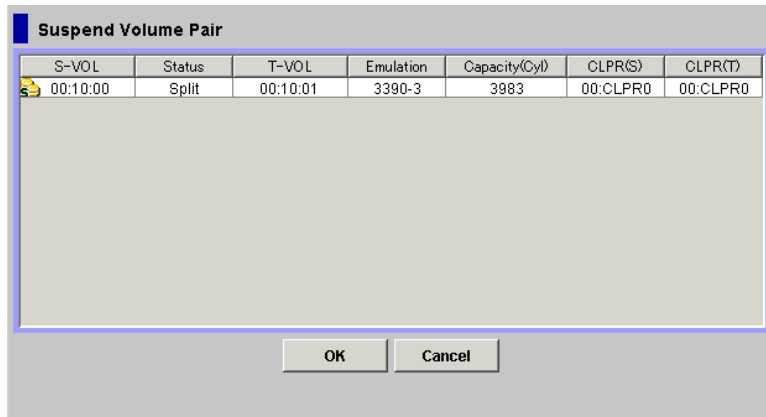 Suspend Volume Pair
S-VOL Status T-VOL Emulation Capacity(Cyl) CLPR(S) CLPR(T)
S 00:10:00 Split 00:10:01 3390-3 3983 00:CLPR0 00:CLPR0
OK Cancel